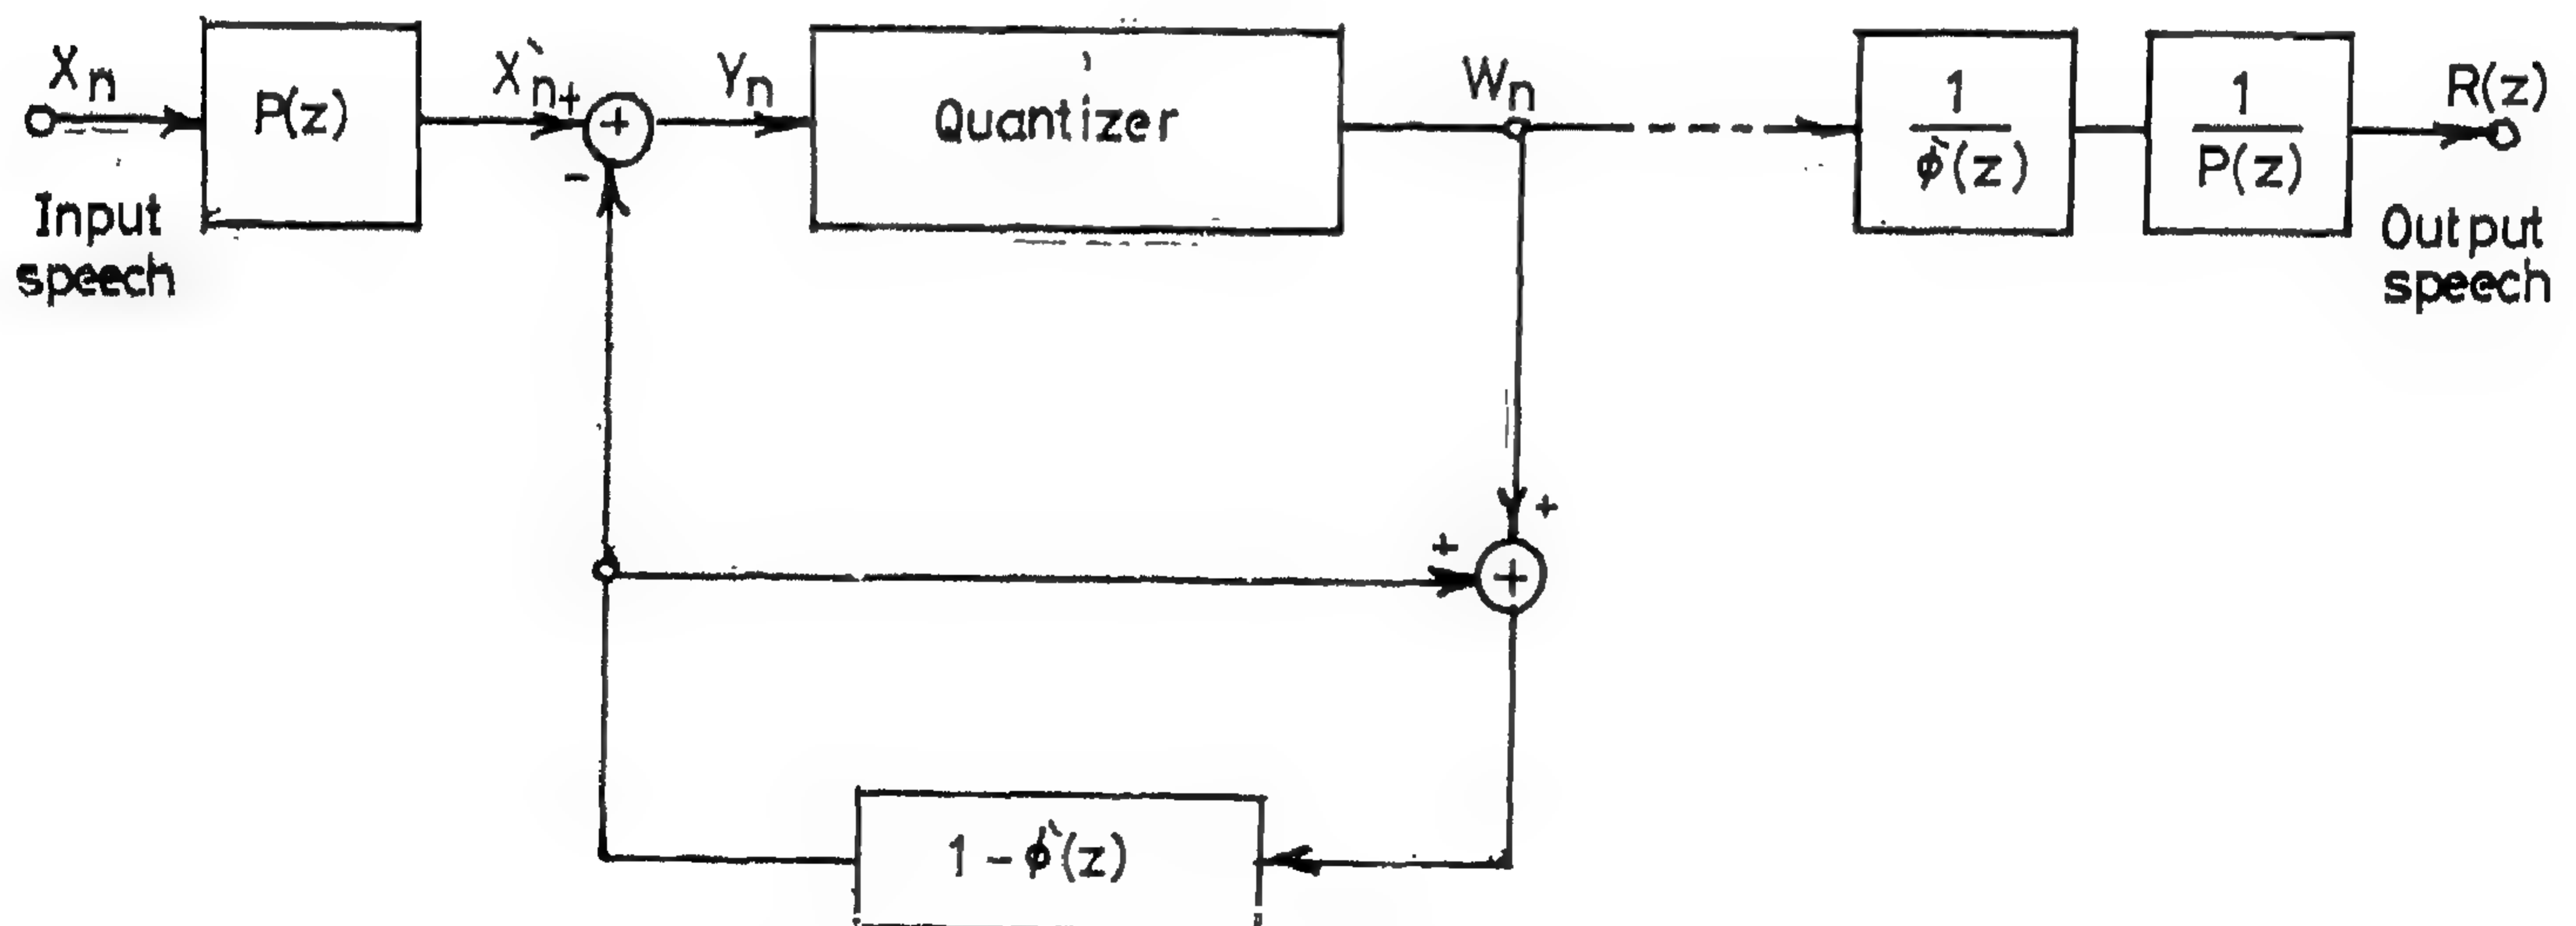 Xn
P(z)
X`n+
+
-
Yn
Quantizer
Wn
1
ϕ`(z)
1
P(z)
R(z)
Input
speech
Output
speech
+
+
+
1 - ϕ`(z)